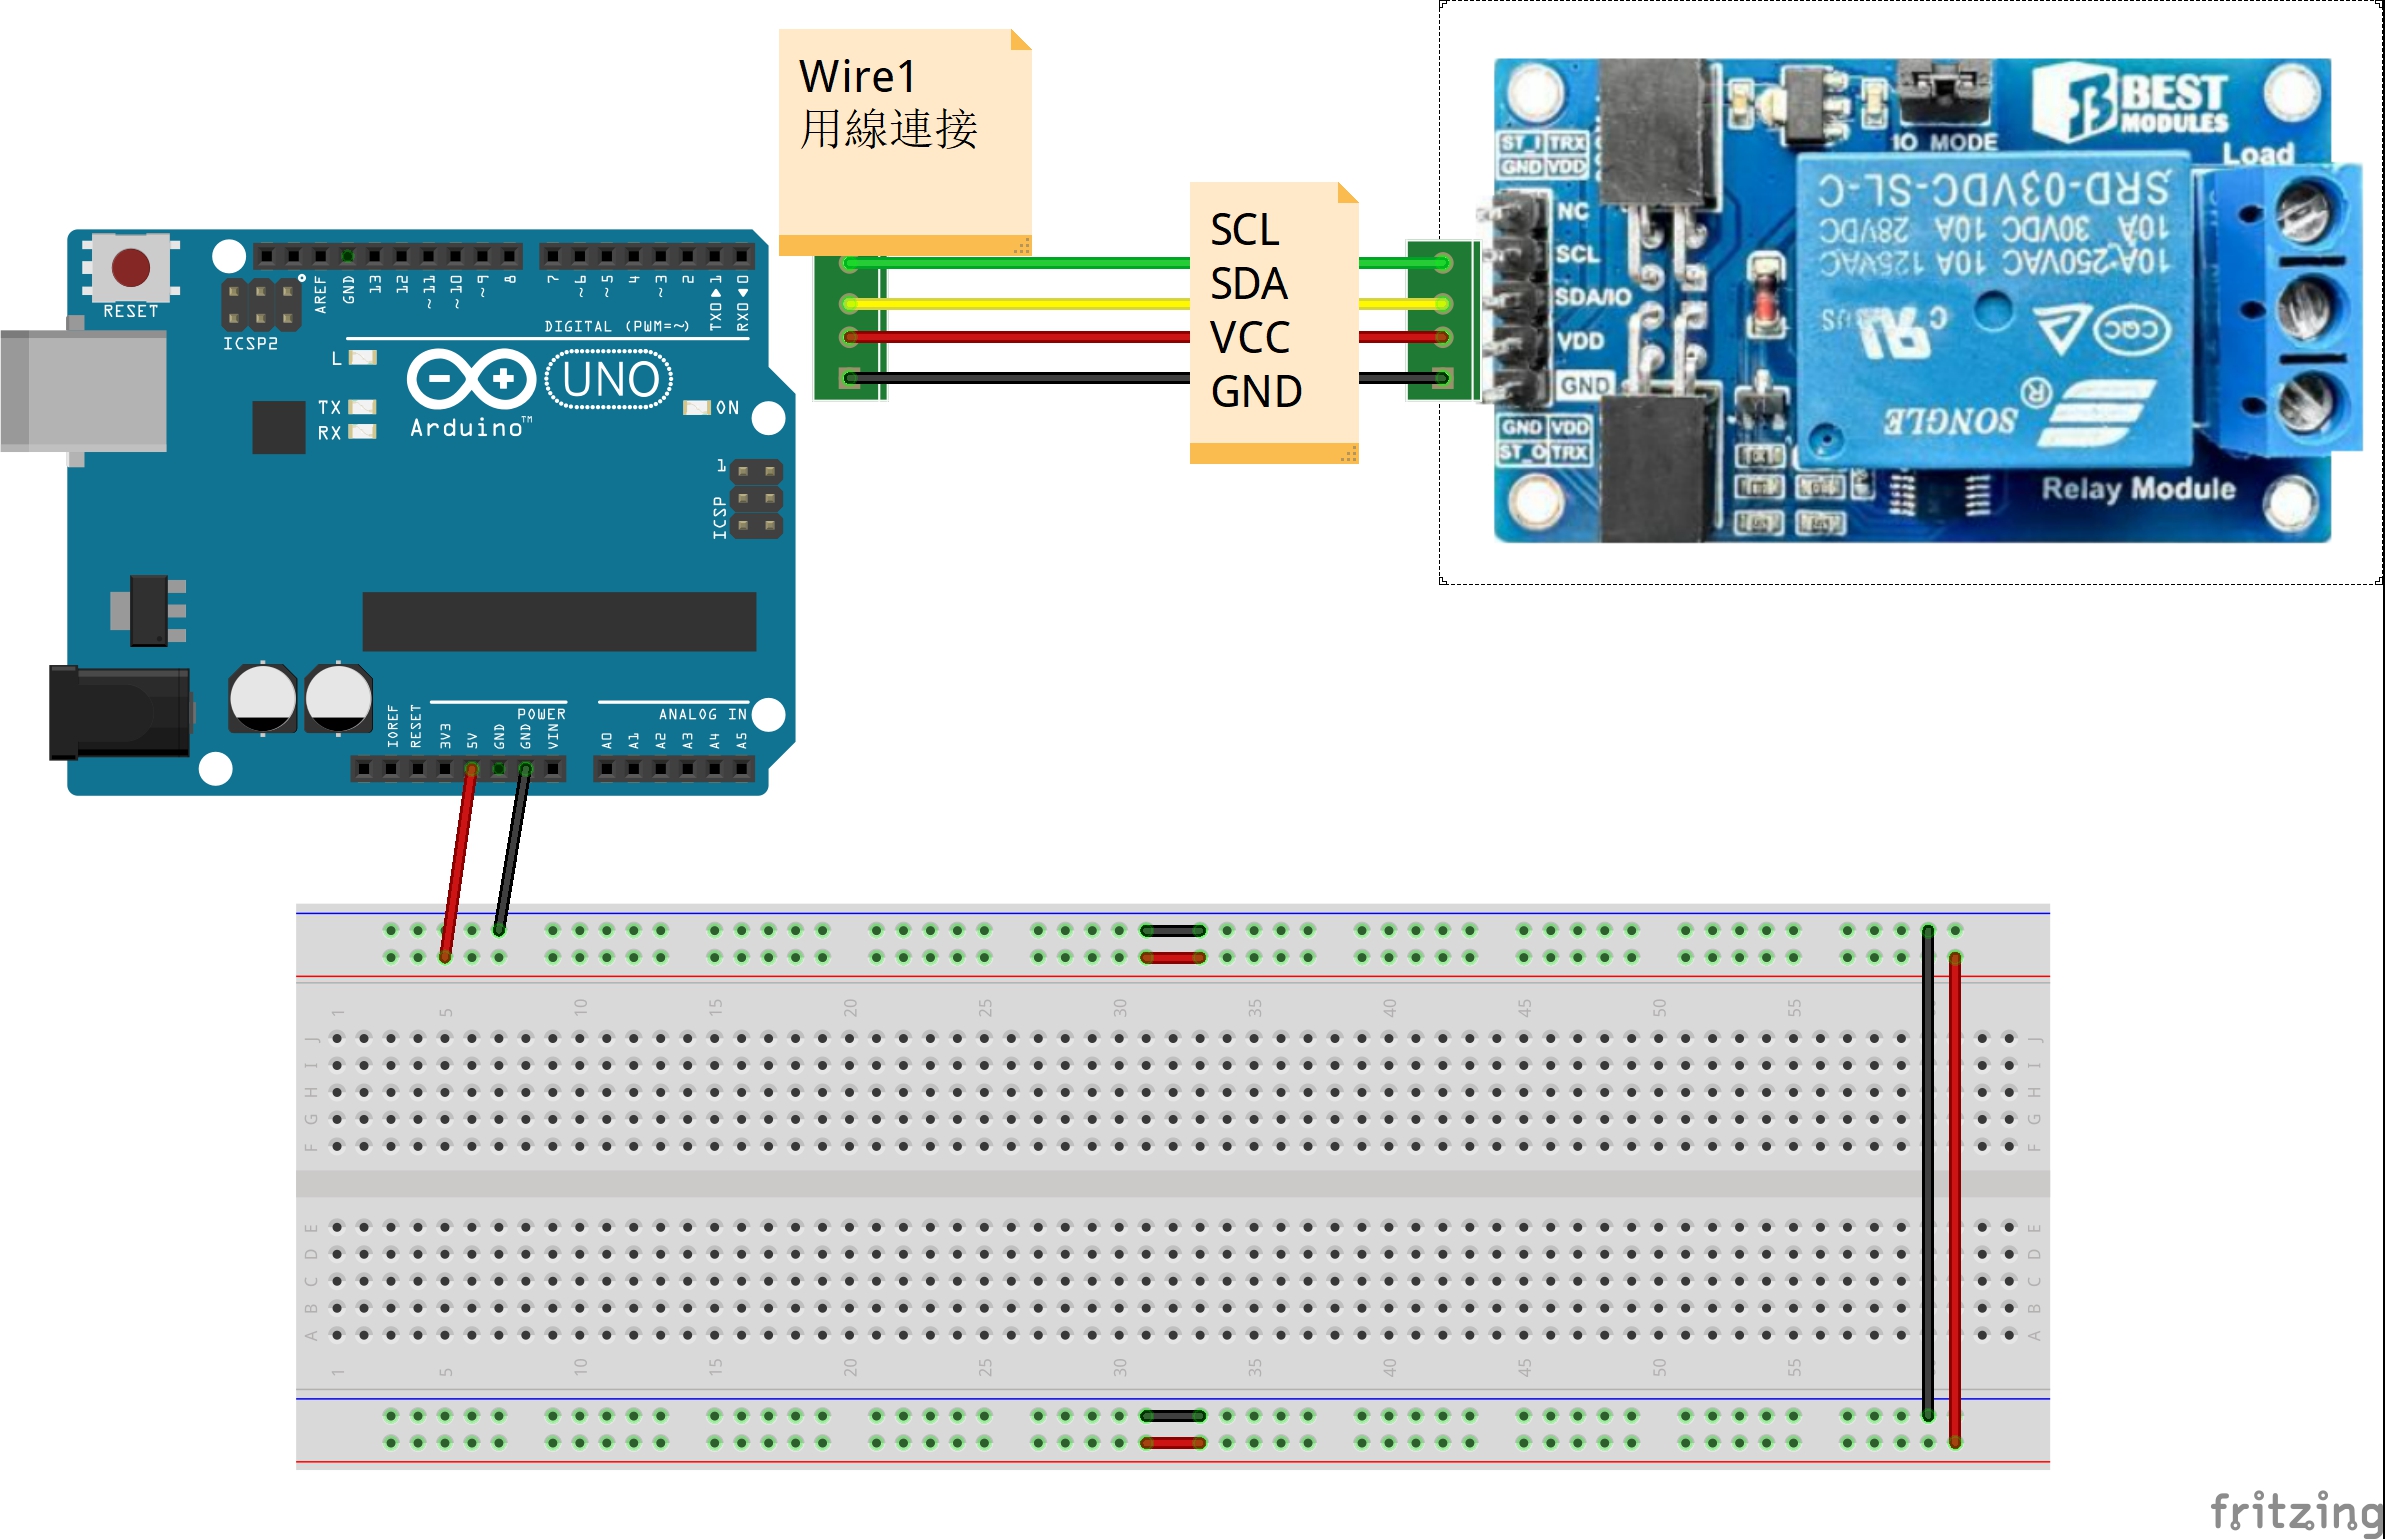 Wire1
用線連接
SCL
SDA
VCC
GND
RESET
ICSP2
AREF
GND
13
12
~11
~10
~9
8
7
~6
~5
4
~3
2
TX0▶1
RX0◀0
DIGITAL (PWM=~)
L
TX
RX
UNO
Arduino™
ON
1
ICSP
IOREF
RESET
3V3
5V
GND
GND
VIN
POWER
ANALOG IN
A0
A1
A2
A3
A4
A5
BEST
MODULES
IO MODE
Load
ST_I TRX
GND VDD
NC
SCL
SDA/IO
VDD
GND
GND VDD
ST_O TRX
SRD-03VDC-SL-C
10A 30VDC 10A 28VDC
10A 250VAC 10A 125VAC
CQC
SONGLE
®
Relay Module
1 5 10 15 20 25 30 35 40 45 50 55
J J
I I
H H
G G
F F
E E
D D
C C
B B
A A
1 5 10 15 20 25 30 35 40 45 50 55
fritzing